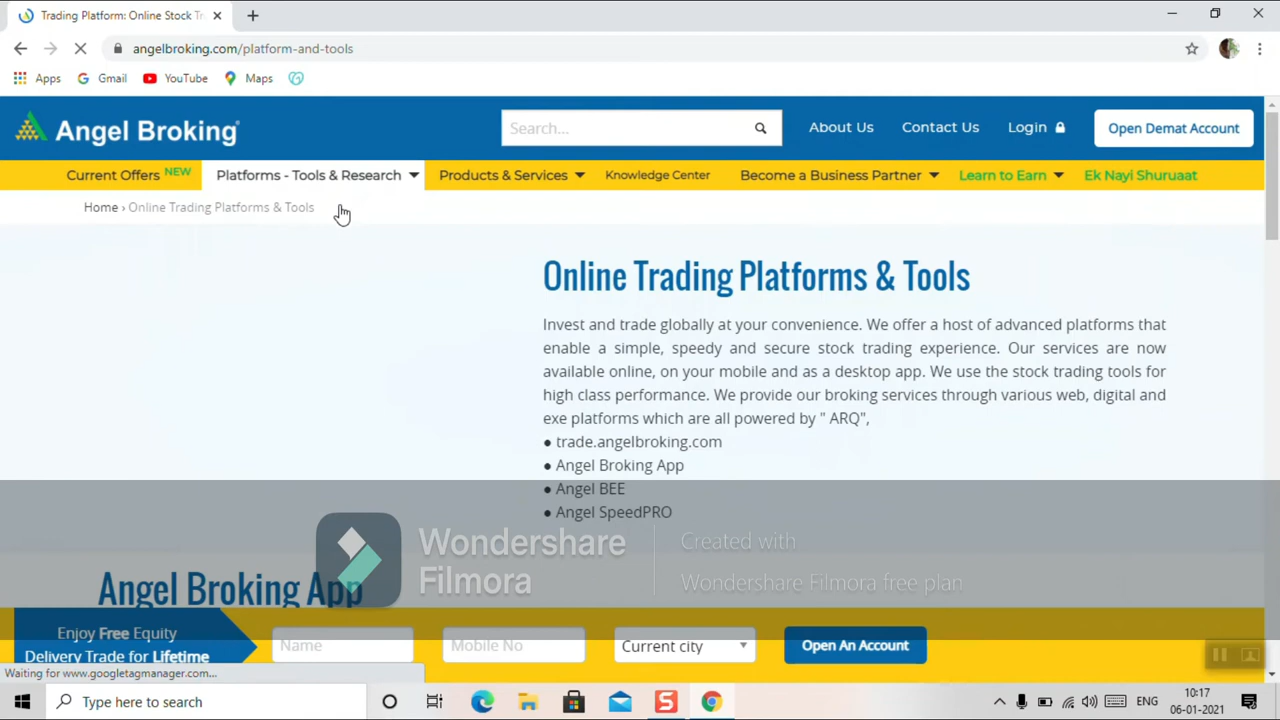 Trading Platform: Online Stock Tr
angelbroking.com/platform-and-tools
Apps Gmail YouTube Maps
Angel Broking
Search...
About Us Contact Us Login Open Demat Account
Current Offers NEW Platforms - Tools & Research Products & Services Knowledge Center Become a Business Partner Learn to Earn Ek Nayi Shuruaat
Home › Online Trading Platforms & Tools
Online Trading Platforms & Tools
Invest and trade globally at your convenience. We offer a host of advanced platforms that
enable a simple, speedy and secure stock trading experience. Our services are now
available online, on your mobile and as a desktop app. We use the stock trading tools for
high class performance. We provide our broking services through various web, digital and
exe platforms which are all powered by " ARQ",
● trade.angelbroking.com
● Angel Broking App
● Angel BEE
● Angel SpeedPRO
Wondershare
Filmora
Created with
Wondershare Filmora free plan
Angel Broking App
Enjoy Free Equity
Delivery Trade for Lifetime
Name Mobile No Current city Open An Account
Waiting for www.googletagmanager.com...
Type here to search
S
ENG
10:17
06-01-2021